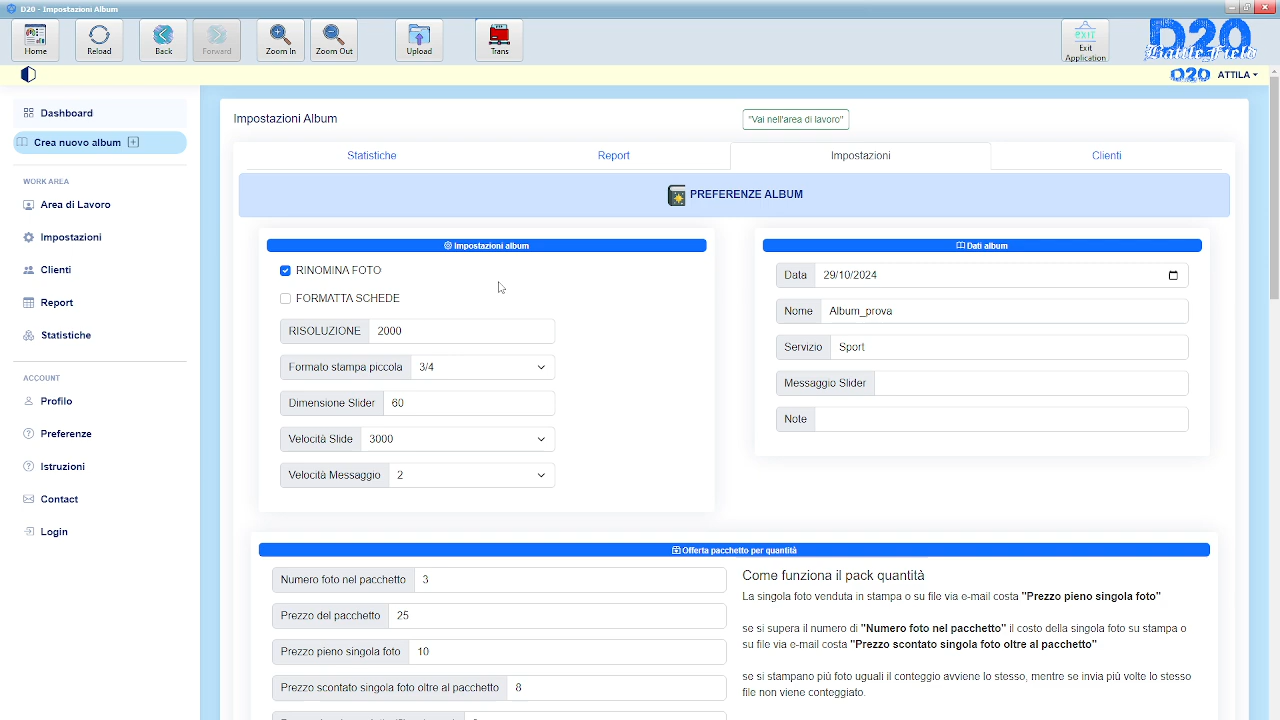 D20 - Impostazioni Album
Home
Reload
Back
Forward
Zoom In
Zoom Out
Upload
Trans
EXIT
Exit
Application
D20
Battle Field
D20 ATTILA
Dashboard
Crea nuovo album
WORK AREA
Area di Lavoro
Impostazioni
Clienti
Report
Statistiche
ACCOUNT
Profilo
Preferenze
Istruzioni
Contact
Login
Impostazioni Album
"Vai nell'area di lavoro"
Statistiche
Report
Impostazioni
Clienti
PREFERENZE ALBUM
Impostazioni album
RINOMINA FOTO
FORMATTA SCHEDE
RISOLUZIONE 2000
Formato stampa piccola 3/4
Dimensione Slider 60
Velocità Slide 3000
Velocità Messaggio 2
Dati album
Data 29/10/2024
Nome Album_prova
Servizio Sport
Messaggio Slider
Note
Offerta pacchetto per quantità
Numero foto nel pacchetto 3
Prezzo del pacchetto 25
Prezzo pieno singola foto 10
Prezzo scontato singola foto oltre al pacchetto 8
Come funziona il pack quantità
La singola foto venduta in stampa o su file via e-mail costa "Prezzo pieno singola foto"
se si supera il numero di "Numero foto nel pacchetto" il costo della singola foto su stampa o
su file via e-mail costa "Prezzo scontato singola foto oltre al pacchetto"
se si stampano più foto uguali il conteggio avviene lo stesso, mentre se invia più volte lo stesso
file non viene conteggiato.